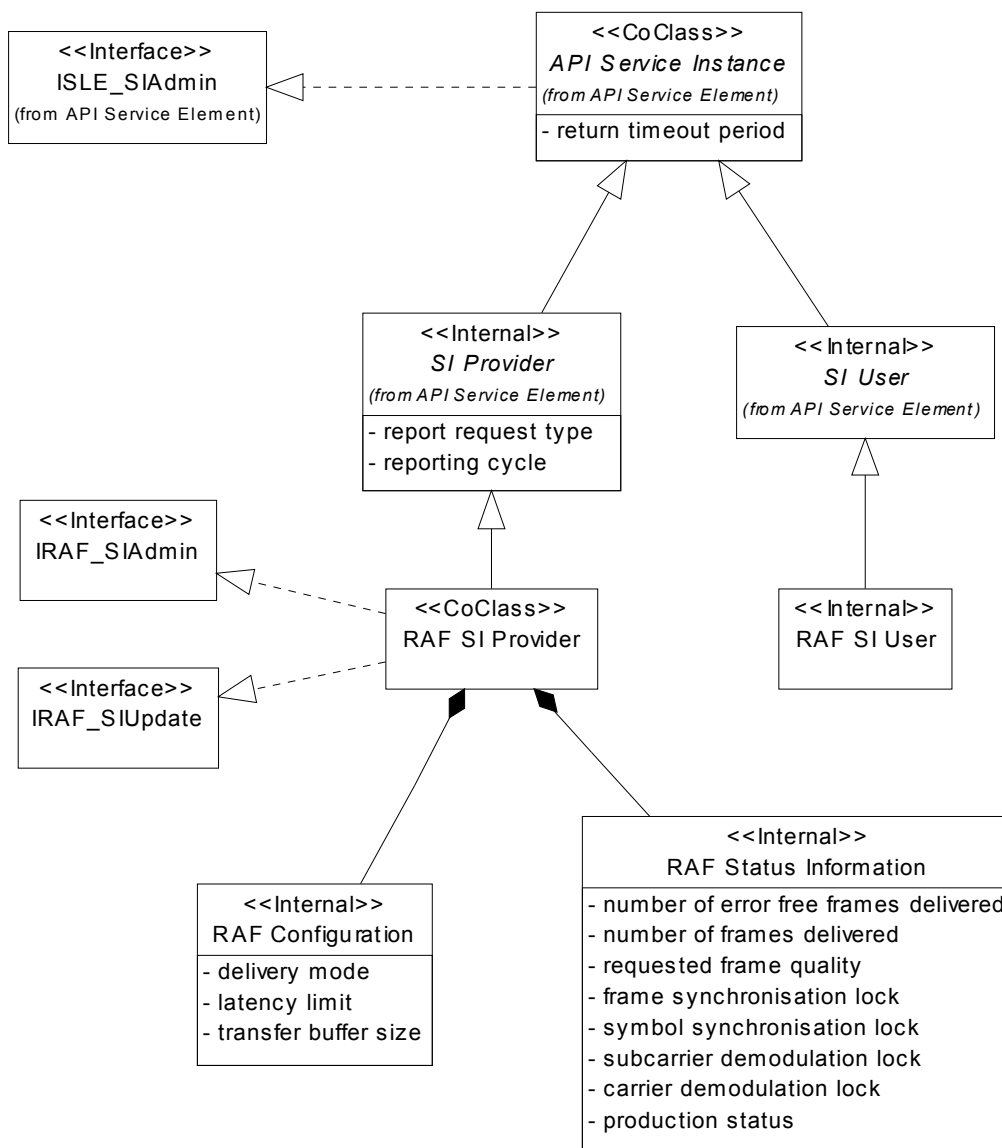 <<Interface>>
ISLE_SIAdmin
(from API Service Element)
<<CoClass>>
API Service Instance
(from API Service Element)
- return timeout period
<<Internal>>
SI Provider
(from API Service Element)
- report request type
- reporting cycle
<<Internal>>
SI User
(from API Service Element)
<<Interface>>
IRAF_SIAdmin
<<CoClass>>
RAF SI Provider
<<Internal>>
RAF SI User
<<Interface>>
IRAF_SIUpdate
<<Internal>>
RAF Configuration
- delivery mode
- latency limit
- transfer buffer size
<<Internal>>
RAF Status Information
- number of error free frames delivered
- number of frames delivered
- requested frame quality
- frame synchronisation lock
- symbol synchronisation lock
- subcarrier demodulation lock
- carrier demodulation lock
- production status